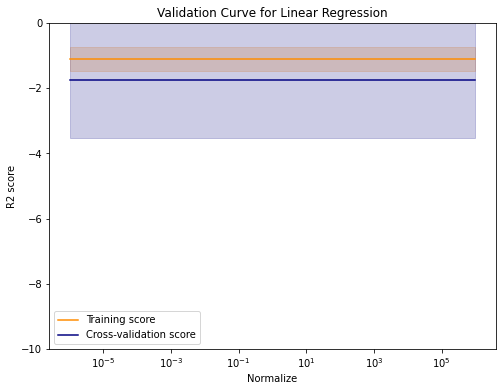 Validation Curve for Linear Regression
0
−2
−4
−6
−8
−10
R2 score
Training score
Cross-validation score
10⁻⁵
10⁻³
10⁻¹
10¹
10³
10⁵
Normalize